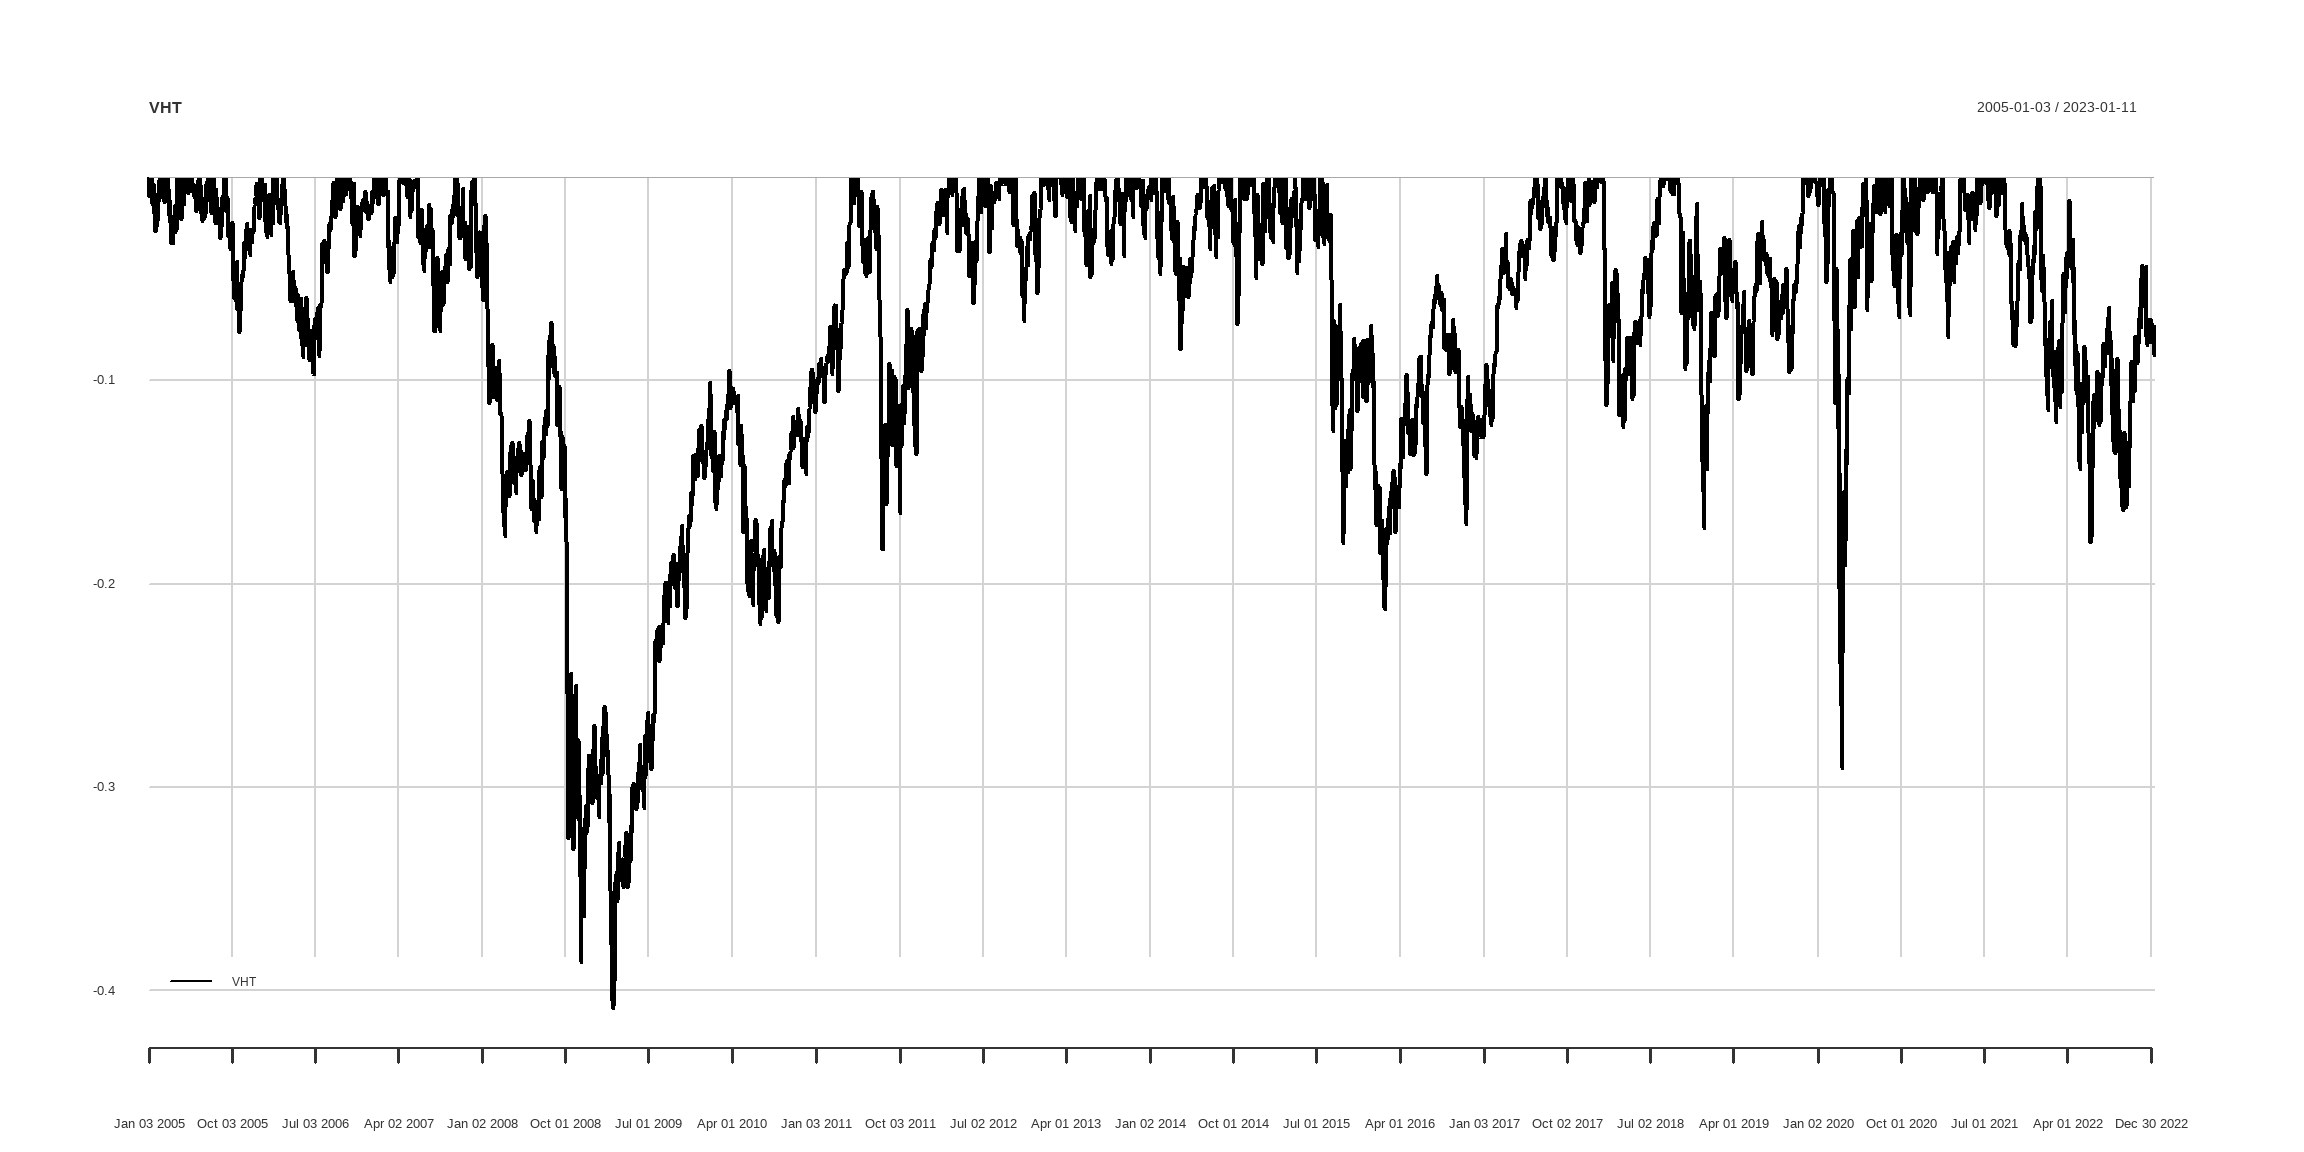 VHT
2005-01-03 / 2023-01-11
-0.1
-0.2
-0.3
-0.4
VHT
Jan 03 2005 Oct 03 2005 Jul 03 2006 Apr 02 2007 Jan 02 2008 Oct 01 2008 Jul 01 2009 Apr 01 2010 Jan 03 2011 Oct 03 2011 Jul 02 2012 Apr 01 2013 Jan 02 2014 Oct 01 2014 Jul 01 2015 Apr 01 2016 Jan 03 2017 Oct 02 2017 Jul 02 2018 Apr 01 2019 Jan 02 2020 Oct 01 2020 Jul 01 2021 Apr 01 2022 Dec 30 2022